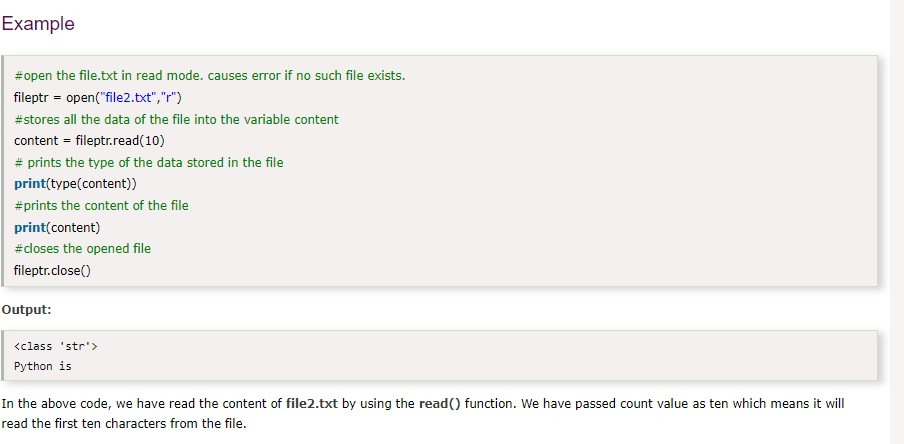 Example
#open the file.txt in read mode. causes error if no such file exists.
fileptr = open("file2.txt","r")
#stores all the data of the file into the variable content
content = fileptr.read(10)
# prints the type of the data stored in the file
print(type(content))
#prints the content of the file
print(content)
#closes the opened file
fileptr.close()
Output:
<class 'str'>
Python is
In the above code, we have read the content of file2.txt by using the read() function. We have passed count value as ten which means it will
read the first ten characters from the file.